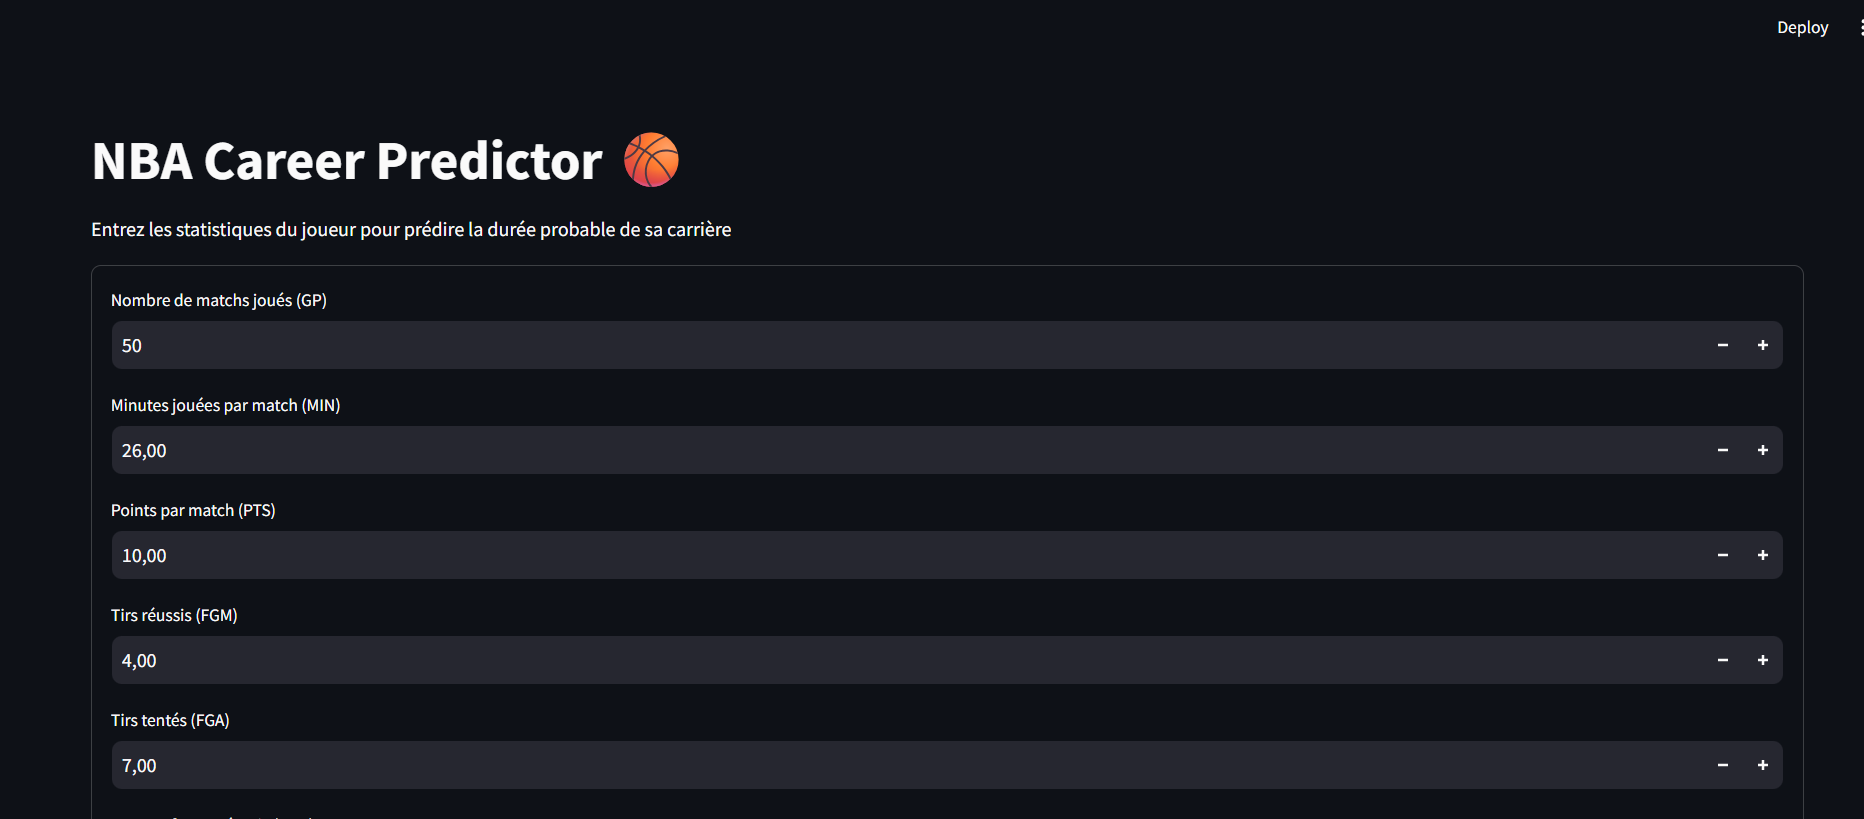 Deploy
NBA Career Predictor
Entrez les statistiques du joueur pour prédire la durée probable de sa carrière
Nombre de matchs joués (GP)
50
Minutes jouées par match (MIN)
26,00
Points par match (PTS)
10,00
Tirs réussis (FGM)
4,00
Tirs tentés (FGA)
7,00